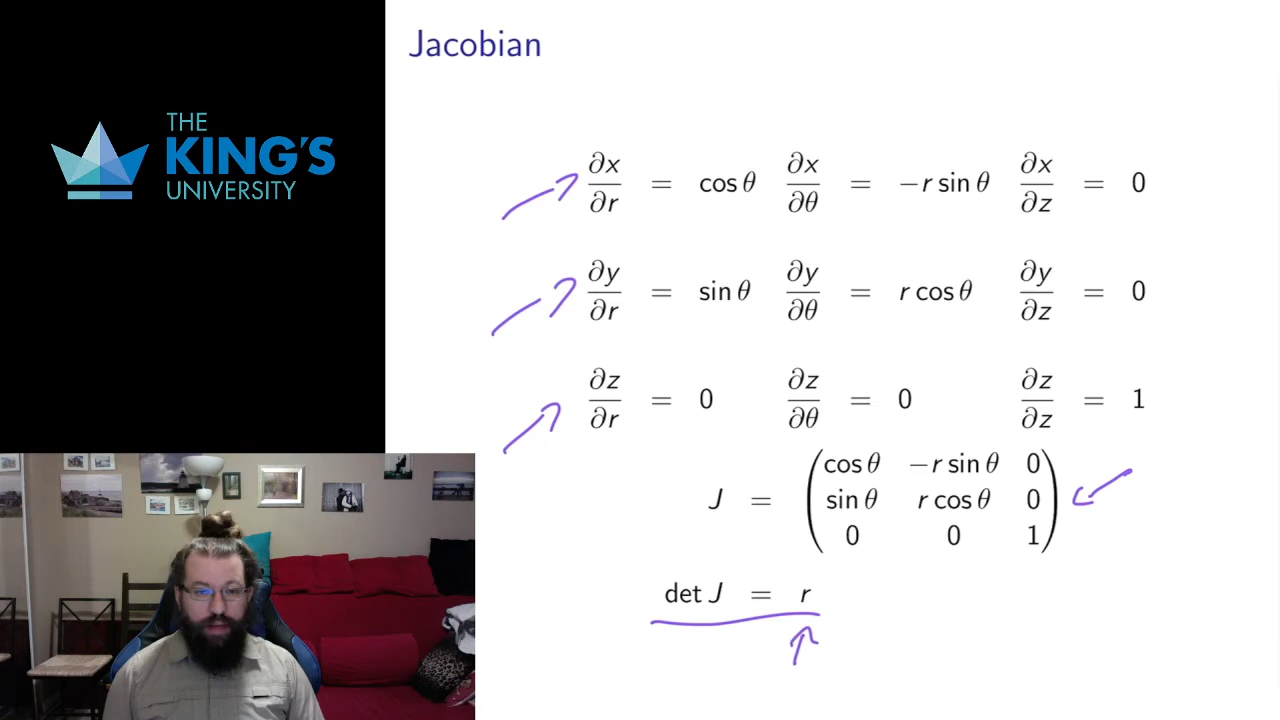 THE
KING'S
UNIVERSITY
Jacobian
∂x/∂r = cos θ ∂x/∂θ = −r sin θ ∂x/∂z = 0
∂y/∂r = sin θ ∂y/∂θ = r cos θ ∂y/∂z = 0
∂z/∂r = 0 ∂z/∂θ = 0 ∂z/∂z = 1
cos θ −r sin θ 0
J = sin θ r cos θ 0
0 0 1
det J = r